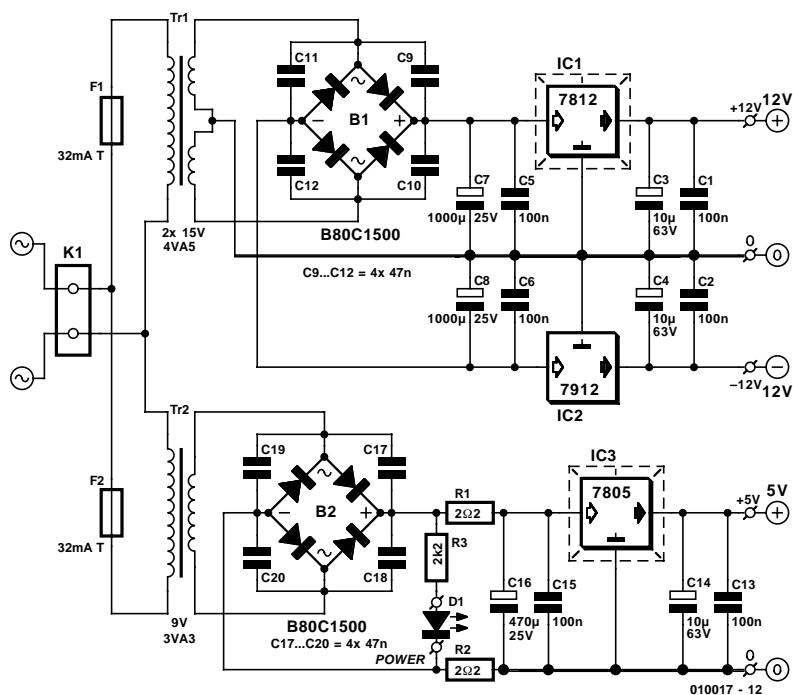 Tr1
F1
32mA T
2x 15V
4VA5
K1
C11
C9
B1
–
+
C12
C10
B80C1500
C9...C12 = 4x 47n
IC1
7812
C7
1000µ 25V
C5
100n
C3
10µ
63V
C1
100n
+12V
12V
+
0
0
C8
1000µ 25V
C6
100n
C4
10µ
63V
C2
100n
7912
IC2
–12V
12V
–
Tr2
F2
32mA T
9V
3VA3
C19
C17
B2
–
+
C20
C18
B80C1500
C17...C20 = 4x 47n
R1
2Ω2
R3
2k2
D1
POWER
R2
2Ω2
IC3
7805
C16
470µ
25V
C15
100n
C14
10µ
63V
C13
100n
+5V
5V
+
0
0
010017 - 12